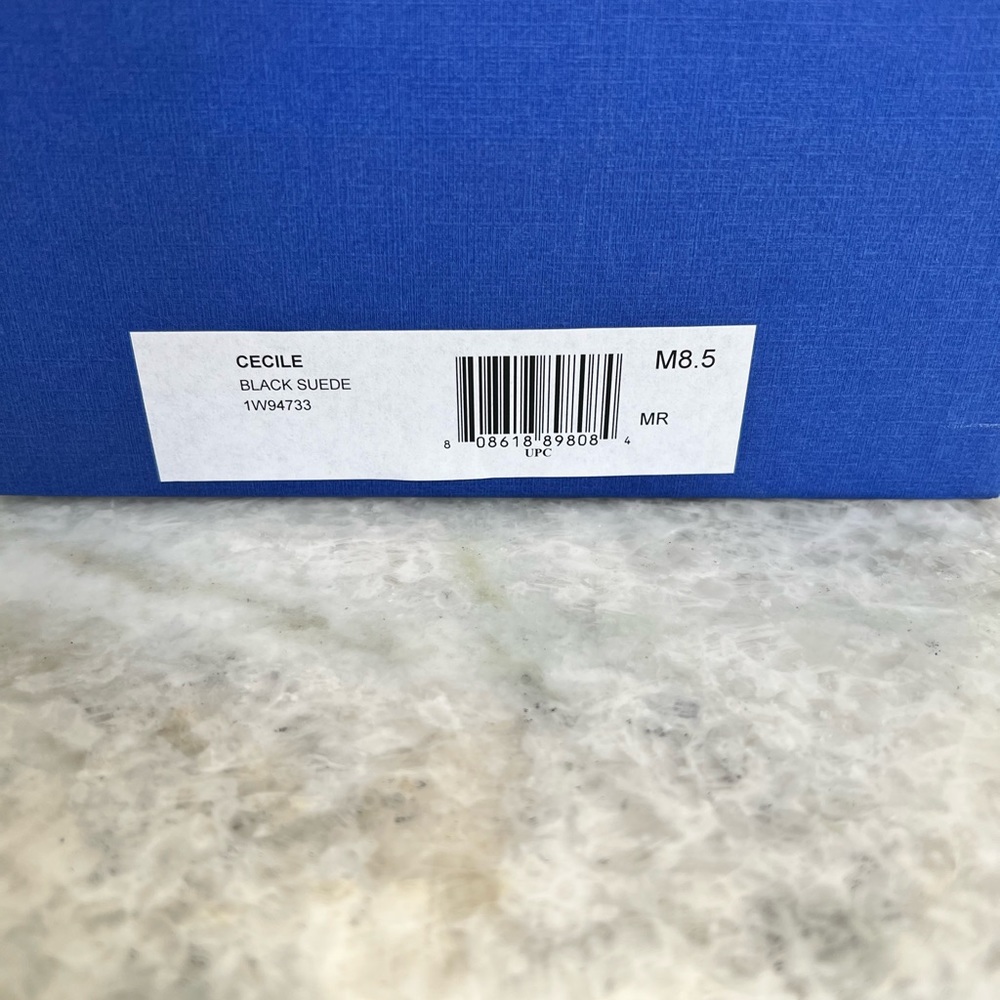 CECILE
BLACK SUEDE
1W94733
M8.5
MR
8 08618 89808 4
UPC